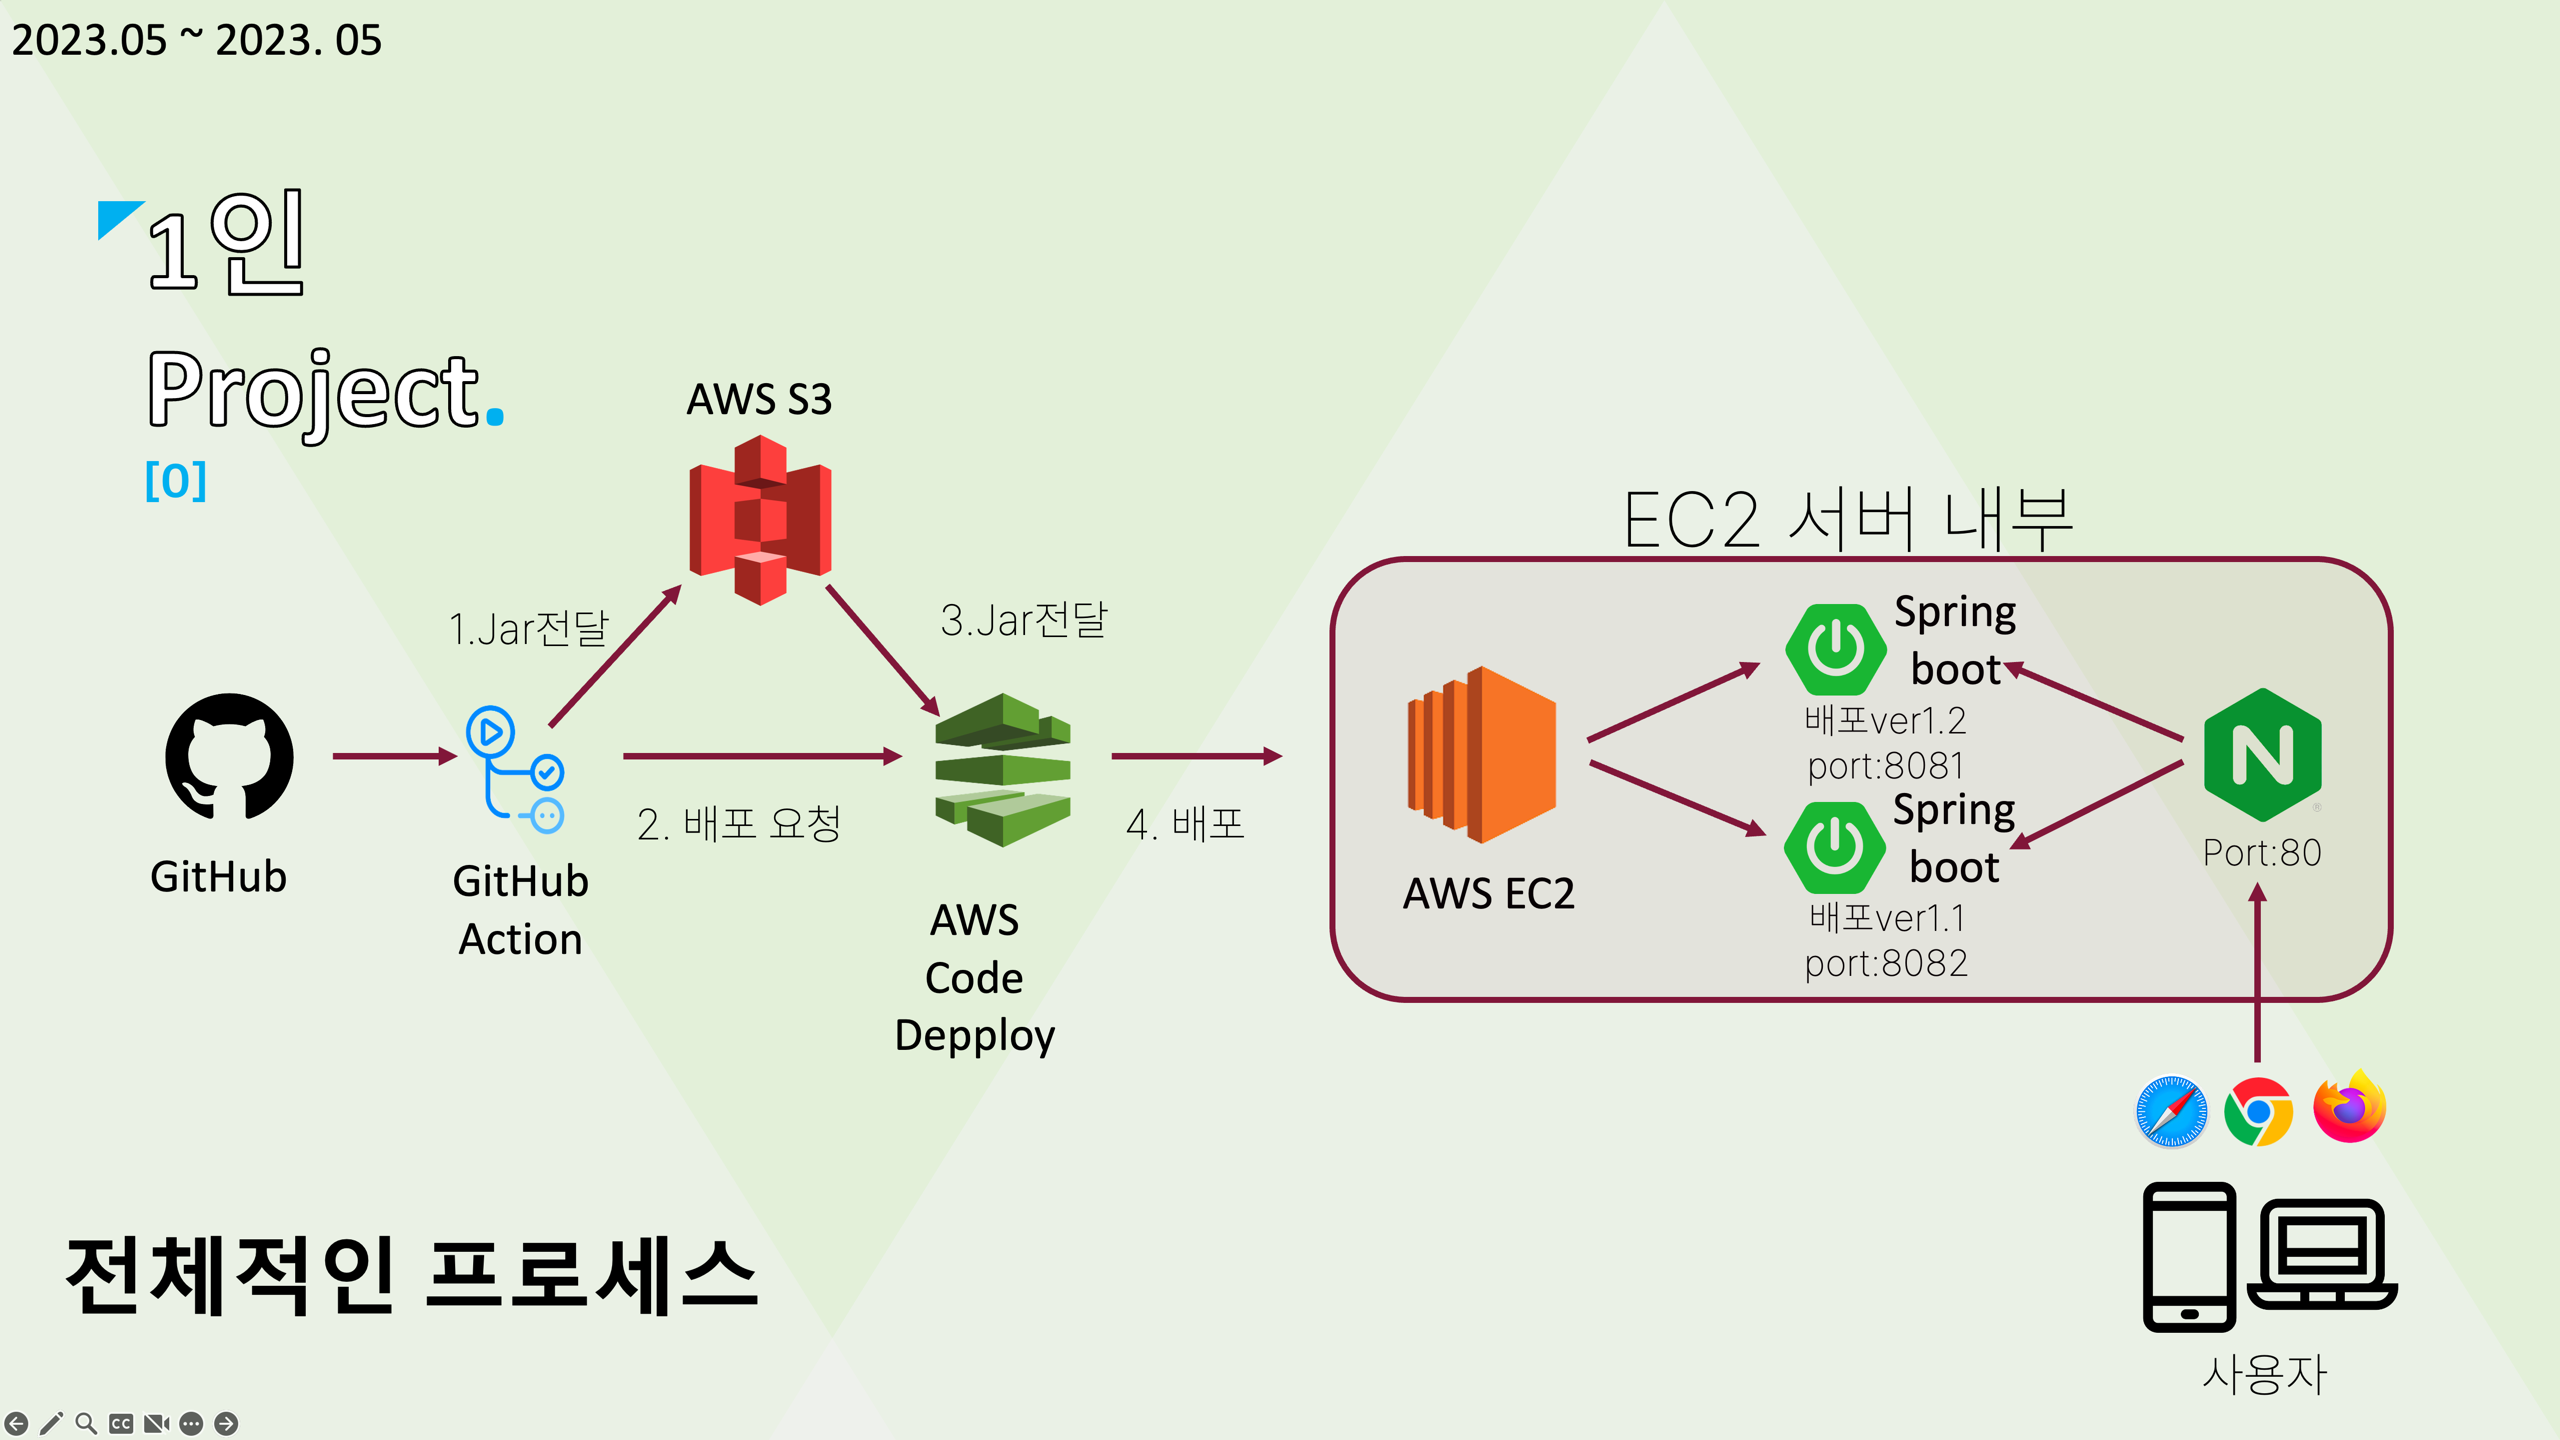 2023.05 ~ 2023. 05
1인
Project.
[0]
AWS S3
1.Jar전달
3.Jar전달
GitHub
GitHub
Action
2. 배포 요청
AWS
Code
Depploy
4. 배포
EC2 서버 내부
AWS EC2
Spring
boot
배포ver1.2
port:8081
Spring
boot
배포ver1.1
port:8082
N
®
Port:80
사용자
전체적인 프로세스
CC